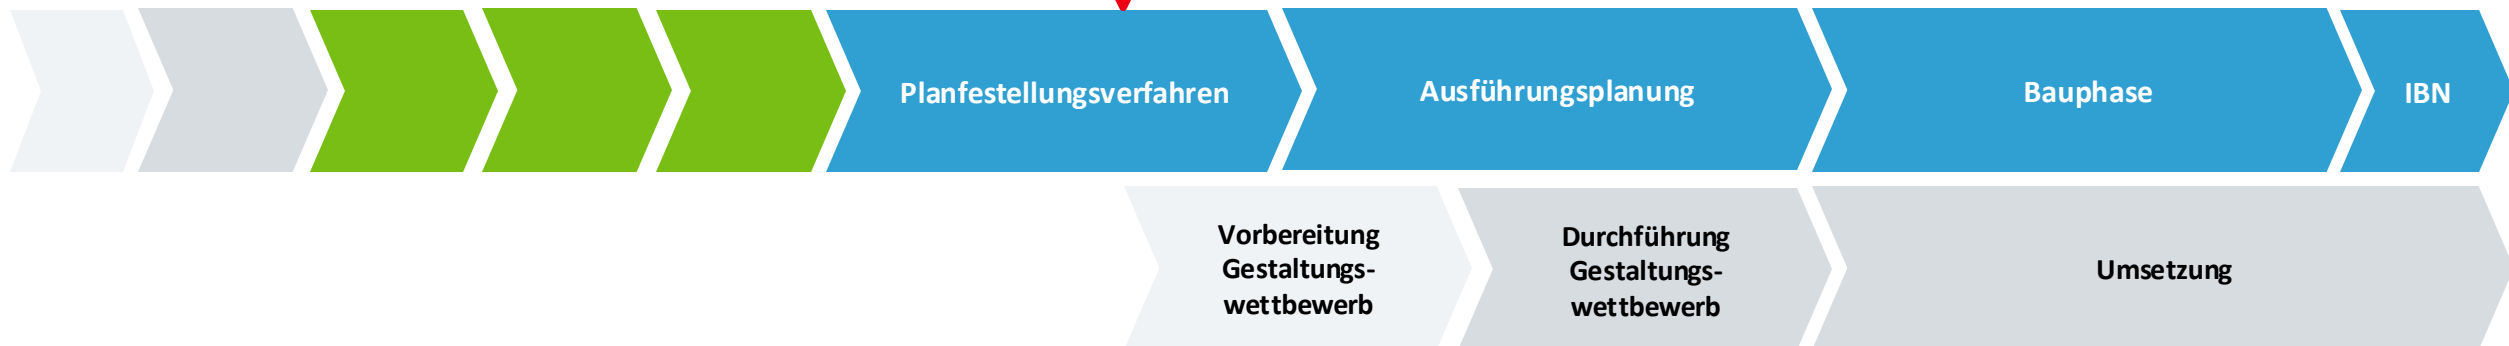 Planfestellungsverfahren
Ausführungsplanung
Bauphase
IBN
Vorbereitung
Gestaltungs-
wettbewerb
Durchführung
Gestaltungs-
wettbewerb
Umsetzung